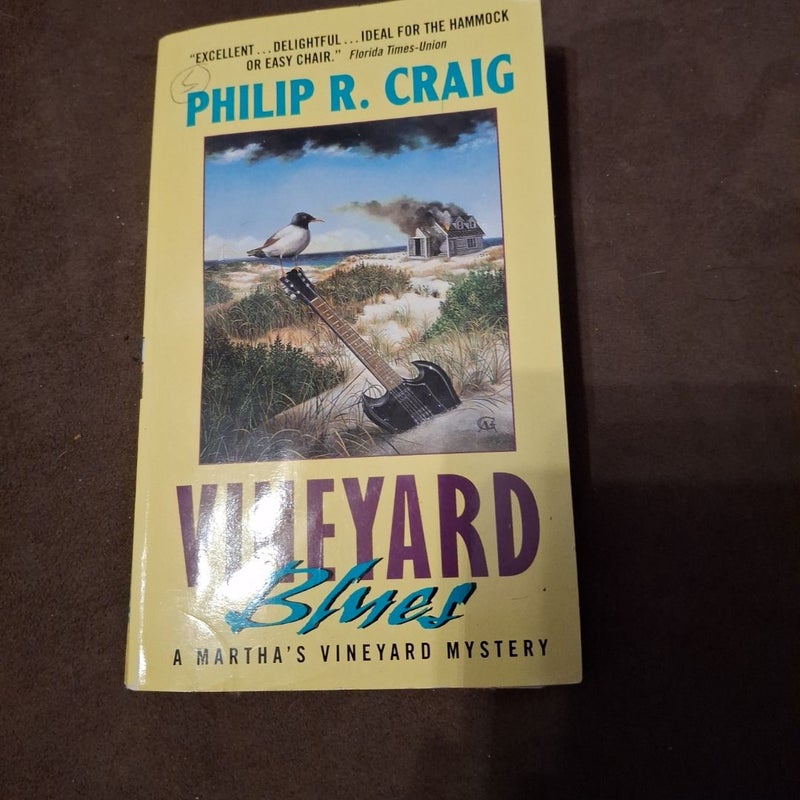 "EXCELLENT...DELIGHTFUL...IDEAL FOR THE HAMMOCK
OR EASY CHAIR." Florida Times-Union
PHILIP R. CRAIG
VINEYARD
Blues
A MARTHA'S VINEYARD MYSTERY